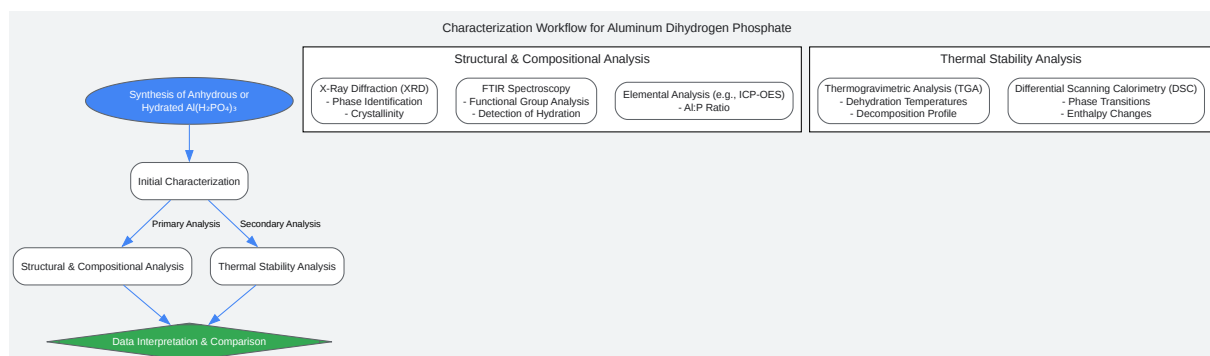 Characterization Workflow for Aluminum Dihydrogen Phosphate
Structural & Compositional Analysis
X-Ray Diffraction (XRD)
- Phase Identification
- Crystallinity
FTIR Spectroscopy
- Functional Group Analysis
- Detection of Hydration
Elemental Analysis (e.g., ICP-OES)
- Al:P Ratio
Thermal Stability Analysis
Thermogravimetric Analysis (TGA)
- Dehydration Temperatures
- Decomposition Profile
Differential Scanning Calorimetry (DSC)
- Phase Transitions
- Enthalpy Changes
Synthesis of Anhydrous or
Hydrated Al(H₂PO₄)₃
Initial Characterization
Primary Analysis
Secondary Analysis
Structural & Compositional Analysis
Thermal Stability Analysis
Data Interpretation & Comparison